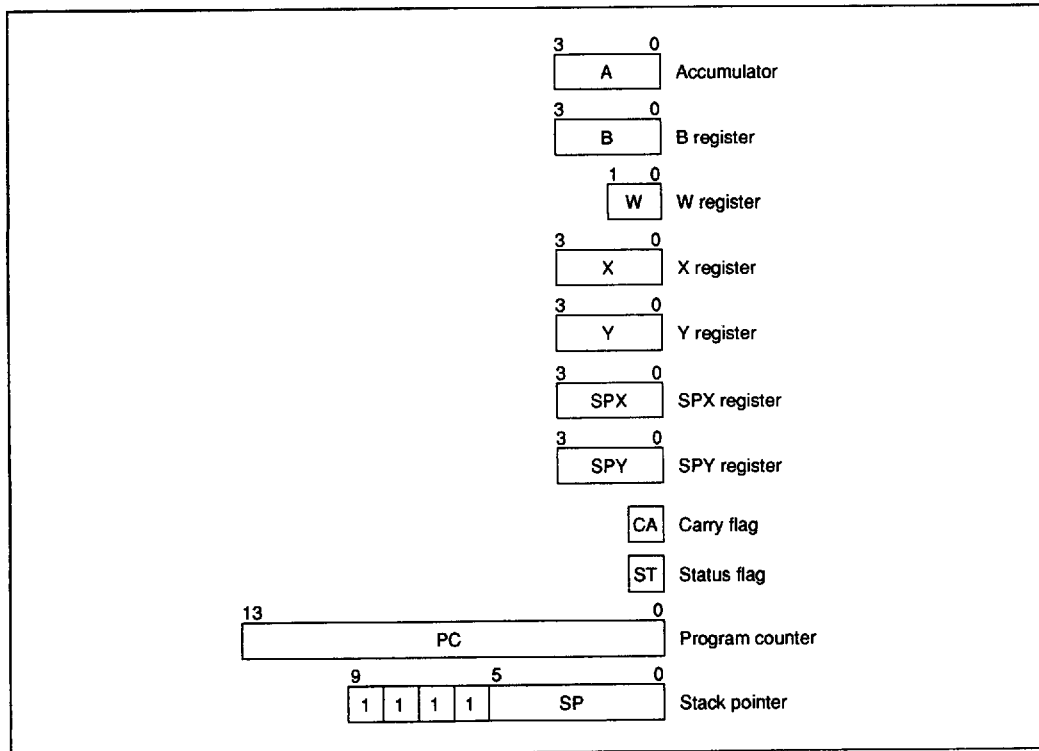 3 0
A Accumulator
3 0
B B register
1 0
W W register
3 0
X X register
3 0
Y Y register
3 0
SPX SPX register
3 0
SPY SPY register
CA Carry flag
ST Status flag
13 0
PC Program counter
9 5 0
1 1 1 1 SP Stack pointer